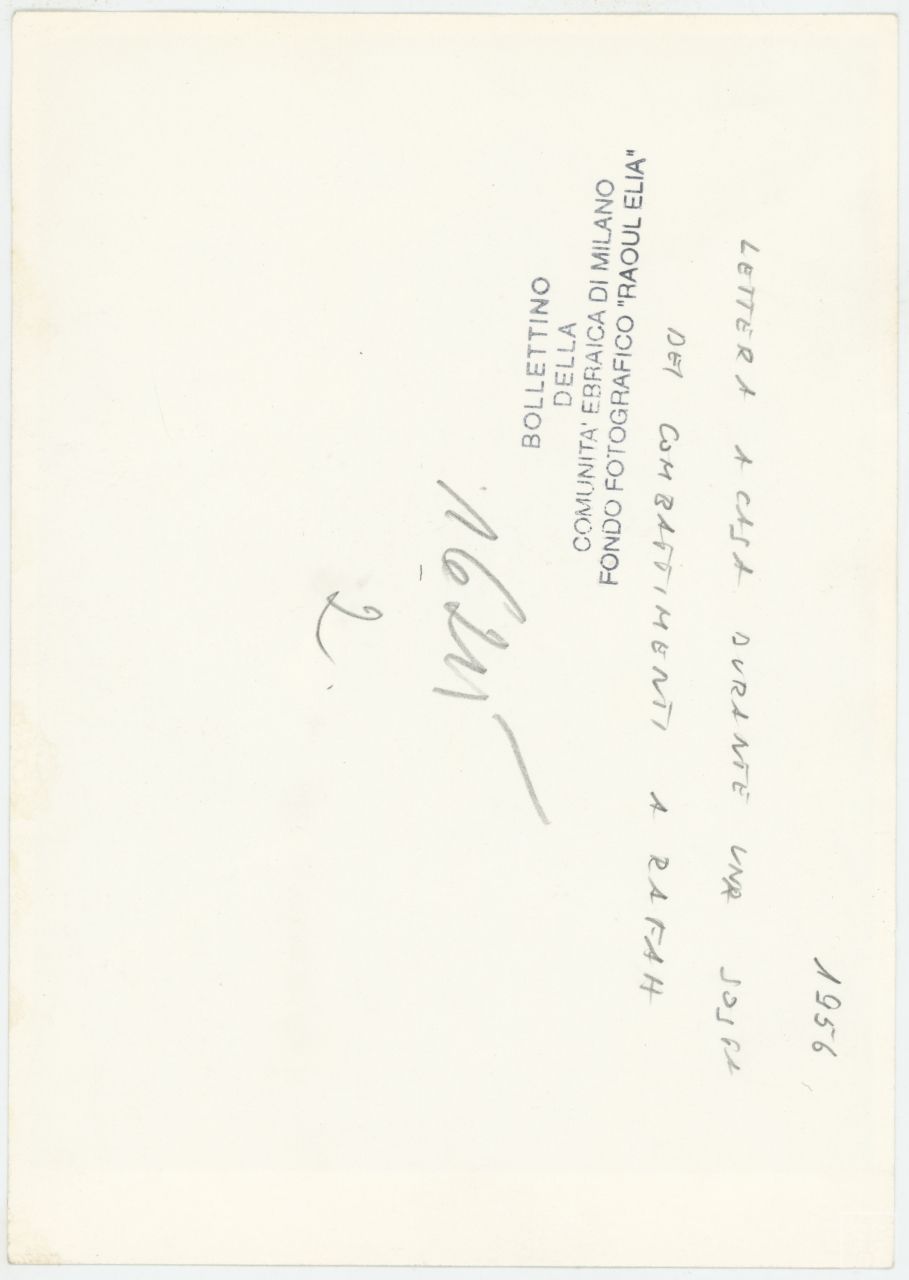 1956
LETTERA A CASA DURANTE UNA SOSTA
DEI COMBATTIMENTI A RAFAH
BOLLETTINO
DELLA
COMUNITA' EBRAICA DI MILANO
FONDO FOTOGRAFICO "RAOUL ELIA"
2